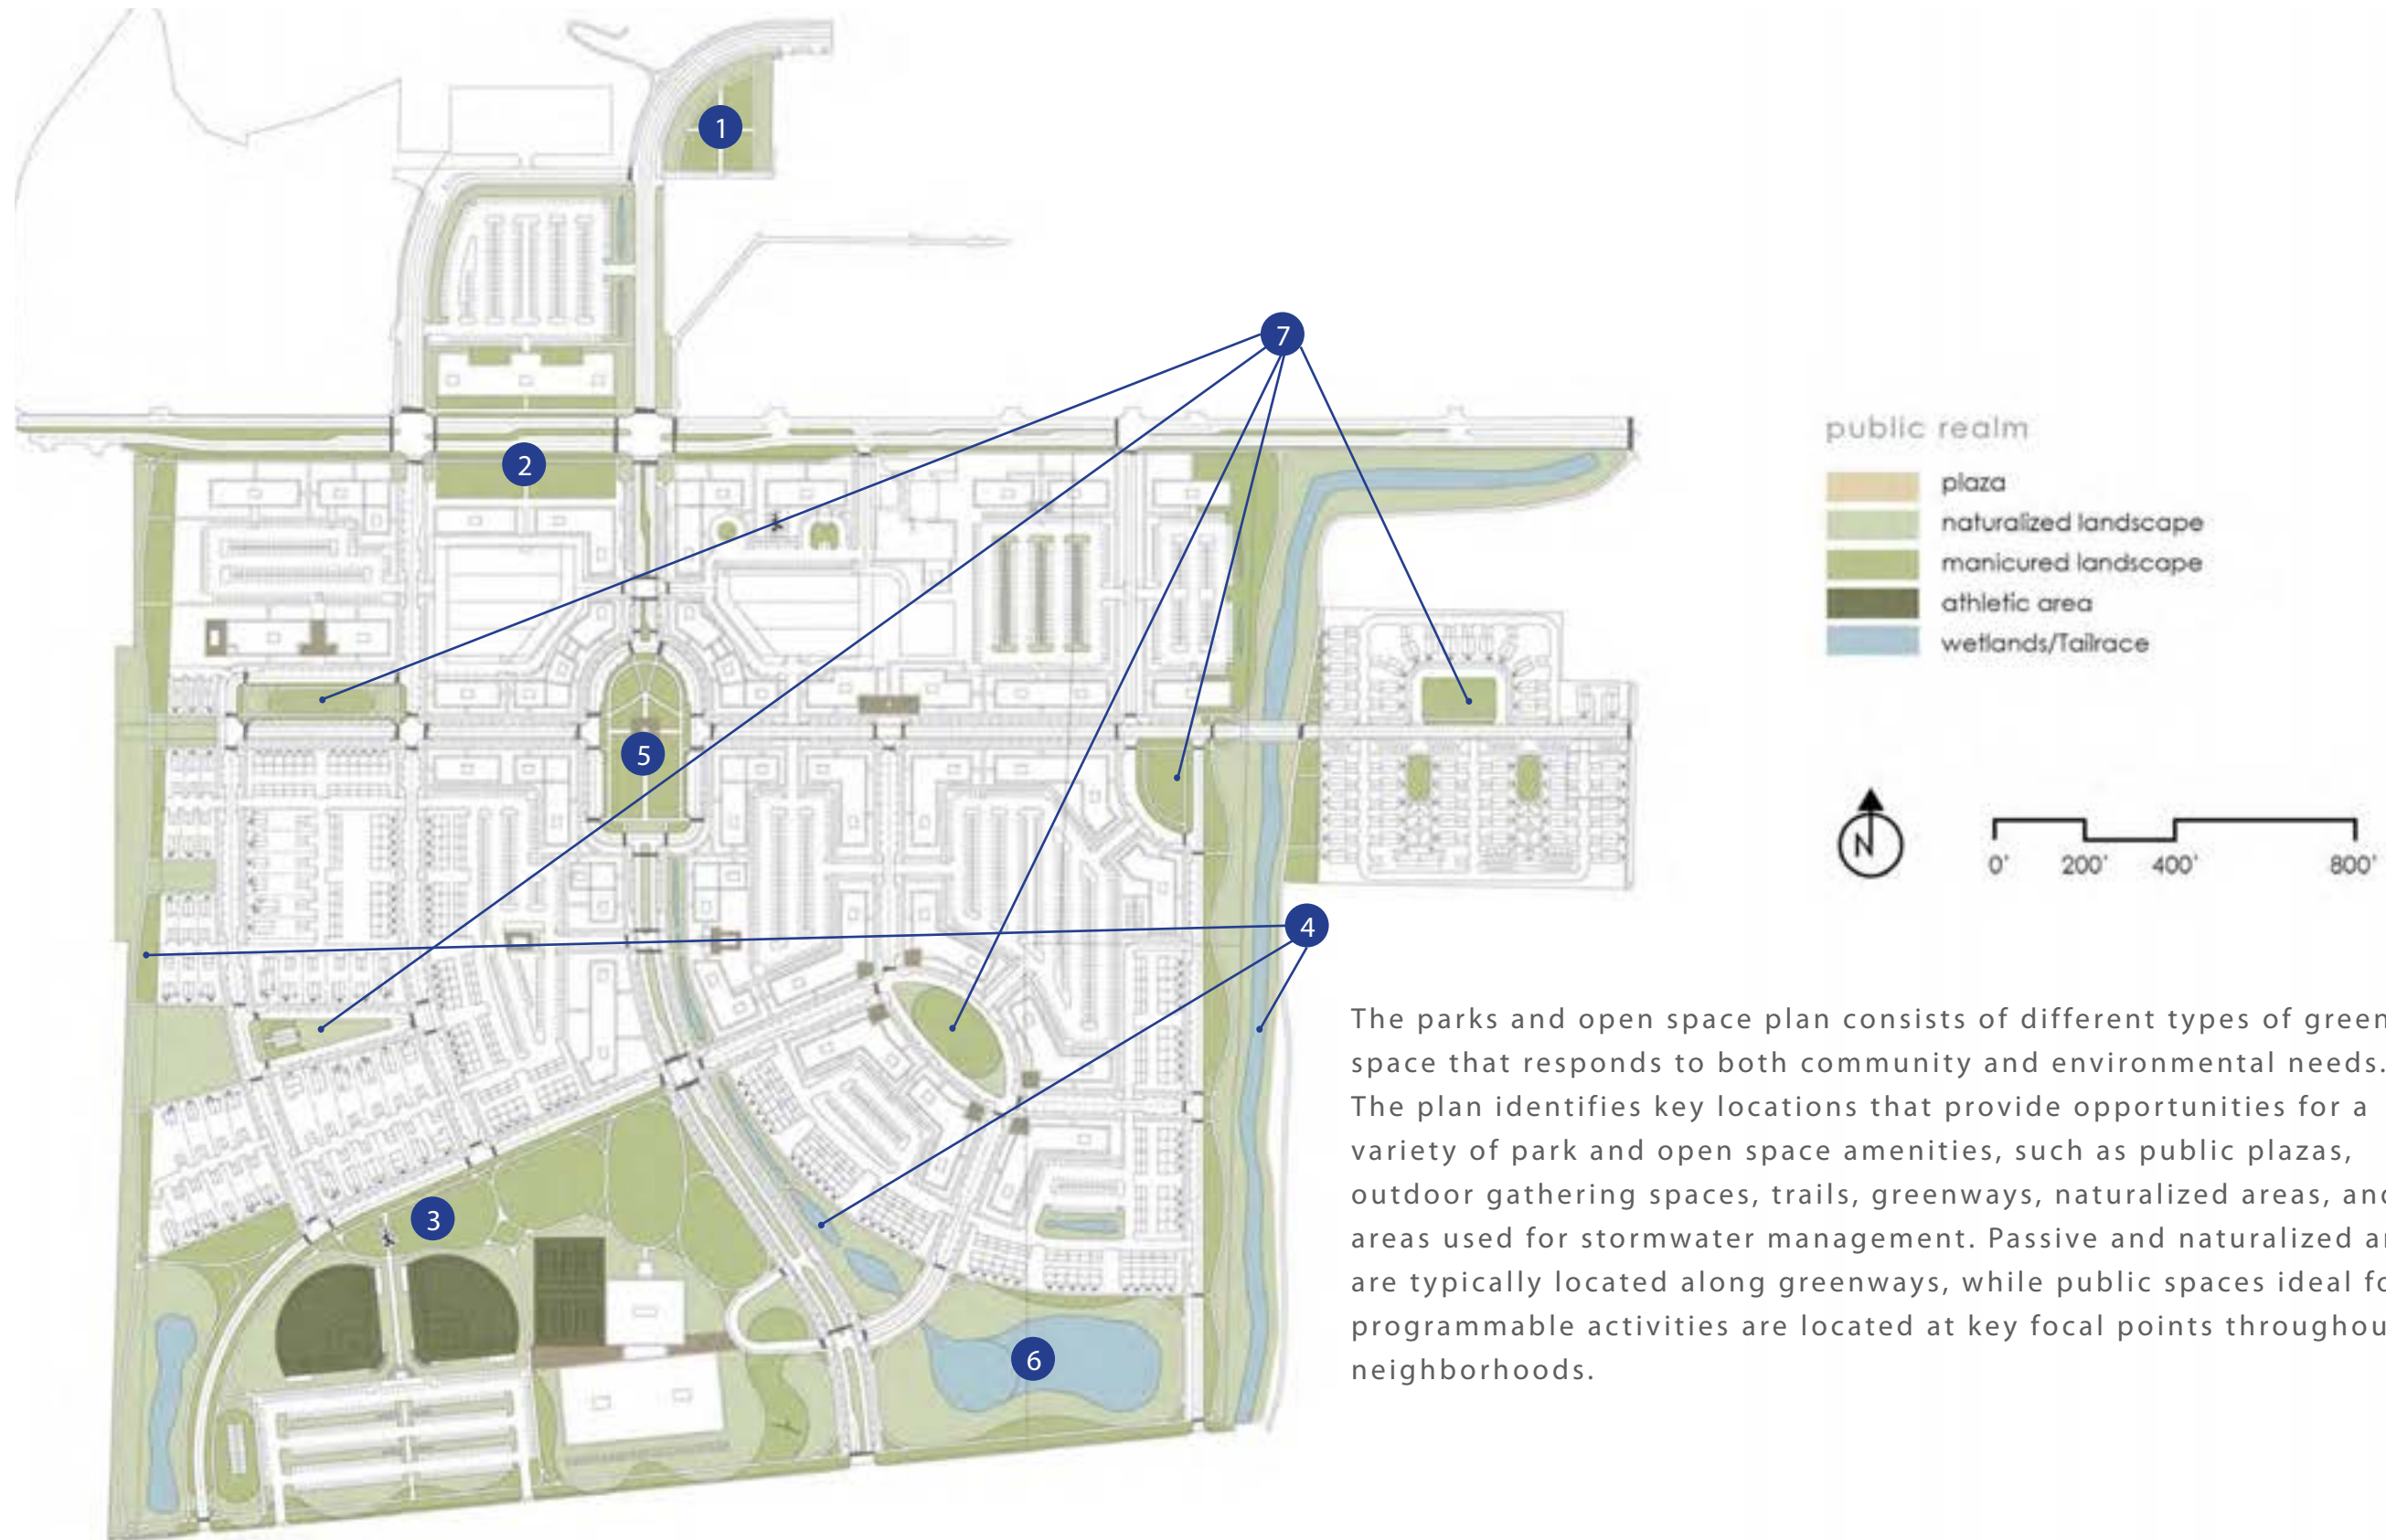 1
7
2
public realm
plaza
naturalized landscape
manicured landscape
athletic area
wetlands/Tailrace
5
N
0' 200' 400' 800'
4
The parks and open space plan consists of different types of green
space that responds to both community and environmental needs.
The plan identifies key locations that provide opportunities for a
variety of park and open space amenities, such as public plazas,
outdoor gathering spaces, trails, greenways, naturalized areas, and
areas used for stormwater management. Passive and naturalized
are typically located along greenways, while public spaces ideal
programmable activities are located at key focal points
neighborhoods.
3
6